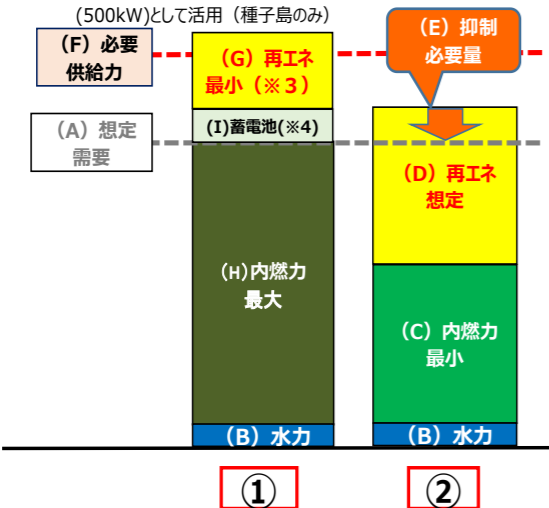 (500kW)として活用（種子島のみ）
（F）必要
供給力
（G）再エネ
最小（※３）
（E）抑制
必要量
（A）想定
需要
(I)蓄電池(※4)
（D）再エネ
想定
（H）内燃力
最大
（C）内燃力
最小
（B）水力
（B）水力
①
②